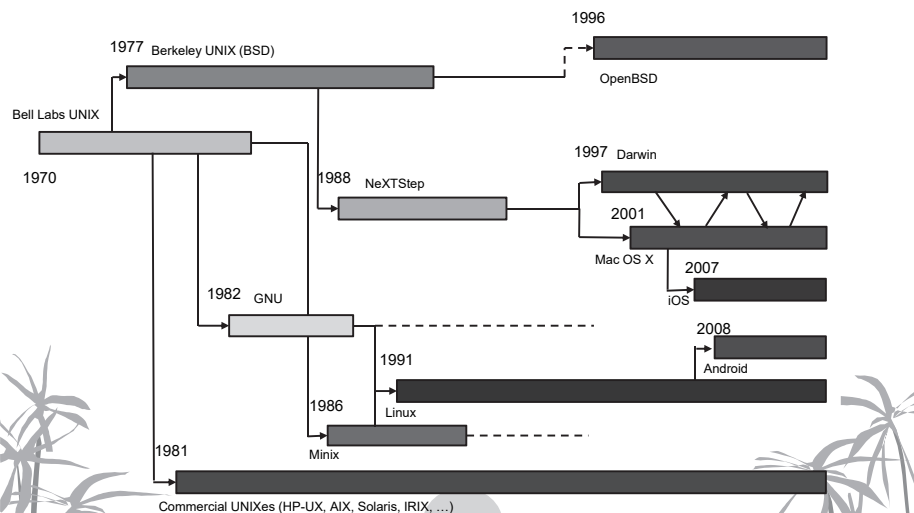 1996
1977 Berkeley UNIX (BSD)
OpenBSD
Bell Labs UNIX
1970
1997 Darwin
1988 NeXTStep
2001
Mac OS X
2007
iOS
1982 GNU
2008
Android
1991
Linux
1986
Minix
1981
Commercial UNIXes (HP-UX, AIX, Solaris, IRIX, …)